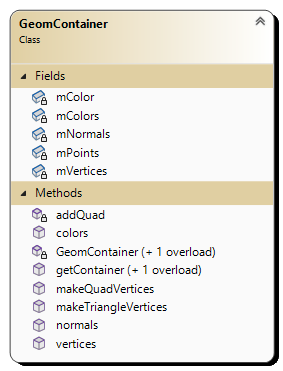 GeomContainer
Class
Fields
mColor
mColors
mNormals
mPoints
mVertices
Methods
addQuad
colors
GeomContainer (+ 1 overload)
getContainer (+ 1 overload)
makeQuadVertices
makeTriangleVertices
normals
vertices